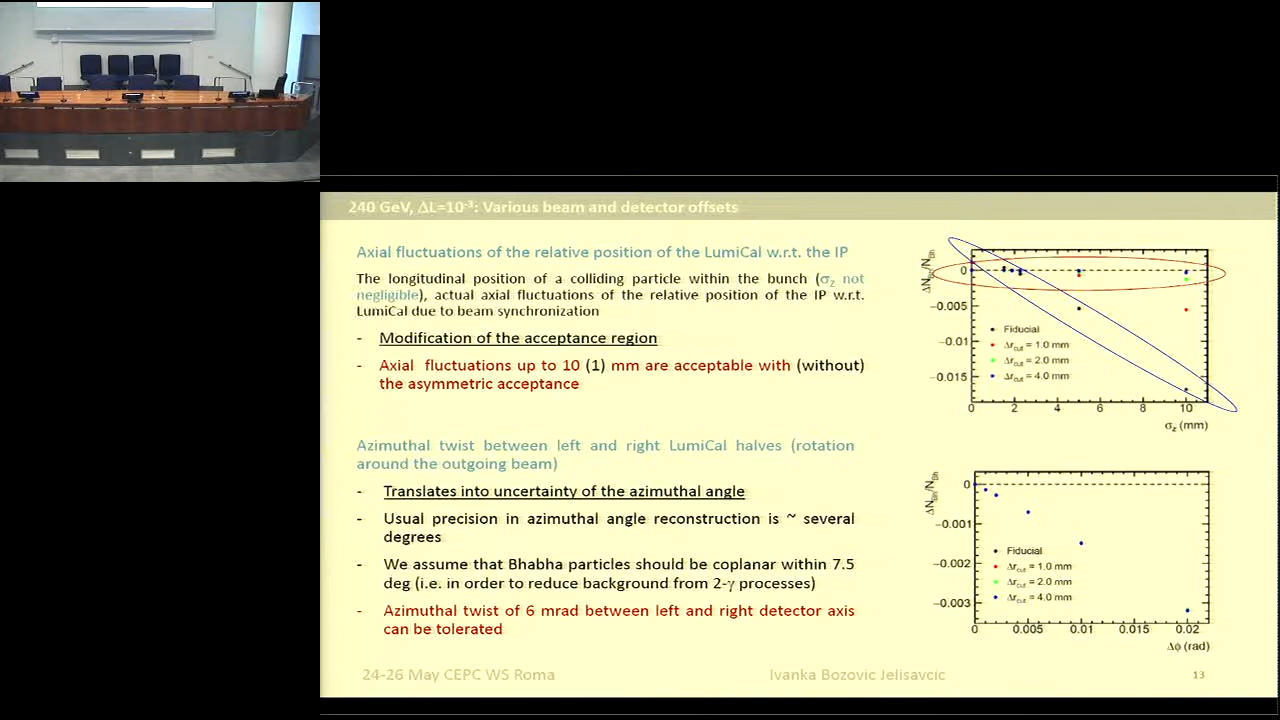 240 GeV, ΔL=10⁻³: Various beam and detector offsets
Axial fluctuations of the relative position of the LumiCal w.r.t. the IP
The longitudinal position of a colliding particle within the bunch (σz not
negligible), actual axial fluctuations of the relative position of the IP w.r.t.
LumiCal due to beam synchronization
- Modification of the acceptance region
- Axial fluctuations up to 10 (1) mm are acceptable with (without)
the asymmetric acceptance
ΔN_Bh/N_Bh
0
−0.005
−0.01
−0.015
Fiducial
Δr_cut = 1.0 mm
Δr_cut = 2.0 mm
Δr_cut = 4.0 mm
0 2 4 6 8 10
σz (mm)
Azimuthal twist between left and right LumiCal halves (rotation
around the outgoing beam)
- Translates into uncertainty of the azimuthal angle
- Usual precision in azimuthal angle reconstruction is ~ several
degrees
- We assume that Bhabha particles should be coplanar within 7.5
deg (i.e. in order to reduce background from 2-γ processes)
- Azimuthal twist of 6 mrad between left and right detector axis
can be tolerated
ΔN_Bh/N_Bh
0
−0.001
−0.002
−0.003
Fiducial
Δr_cut = 1.0 mm
Δr_cut = 2.0 mm
Δr_cut = 4.0 mm
0 0.005 0.01 0.015 0.02
Δϕ (rad)
24-26 May CEPC WS Roma
Ivanka Bozovic Jelisavcic
13